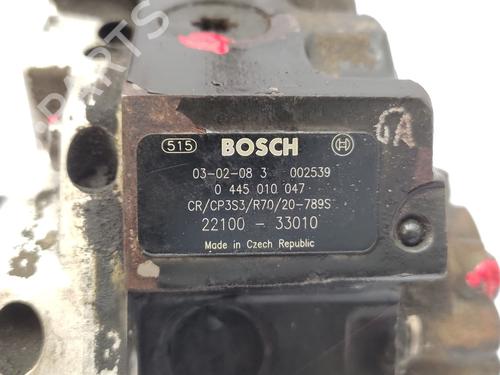 515 BOSCH
03-02-08 3 002539
0 445 010 047
CR/CP3S3/R70/20-789S
22100 - 33010
Made in Czech Republic
PARTS